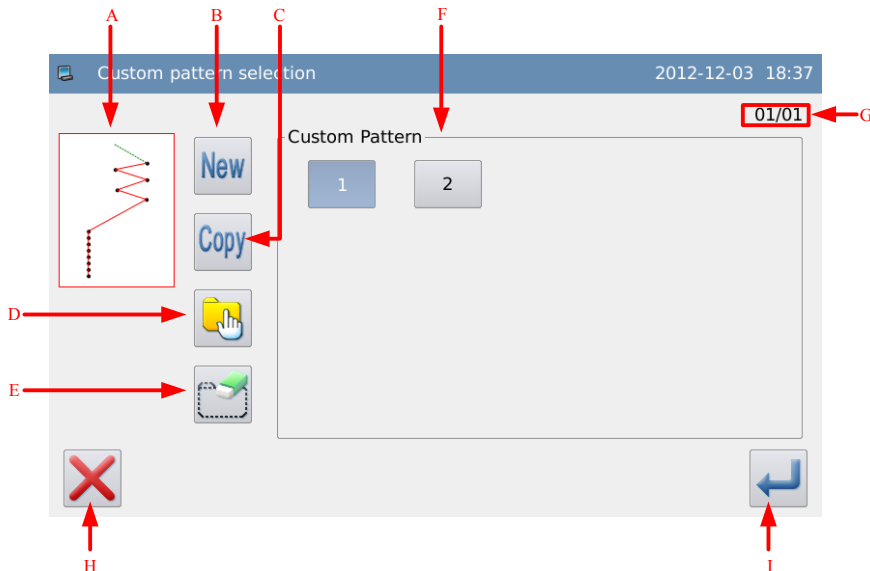 A B C F
Custom pattern selection 2012-12-03 18:37
01/01 G
Custom Pattern
New 1 2
Copy
D
E
H I